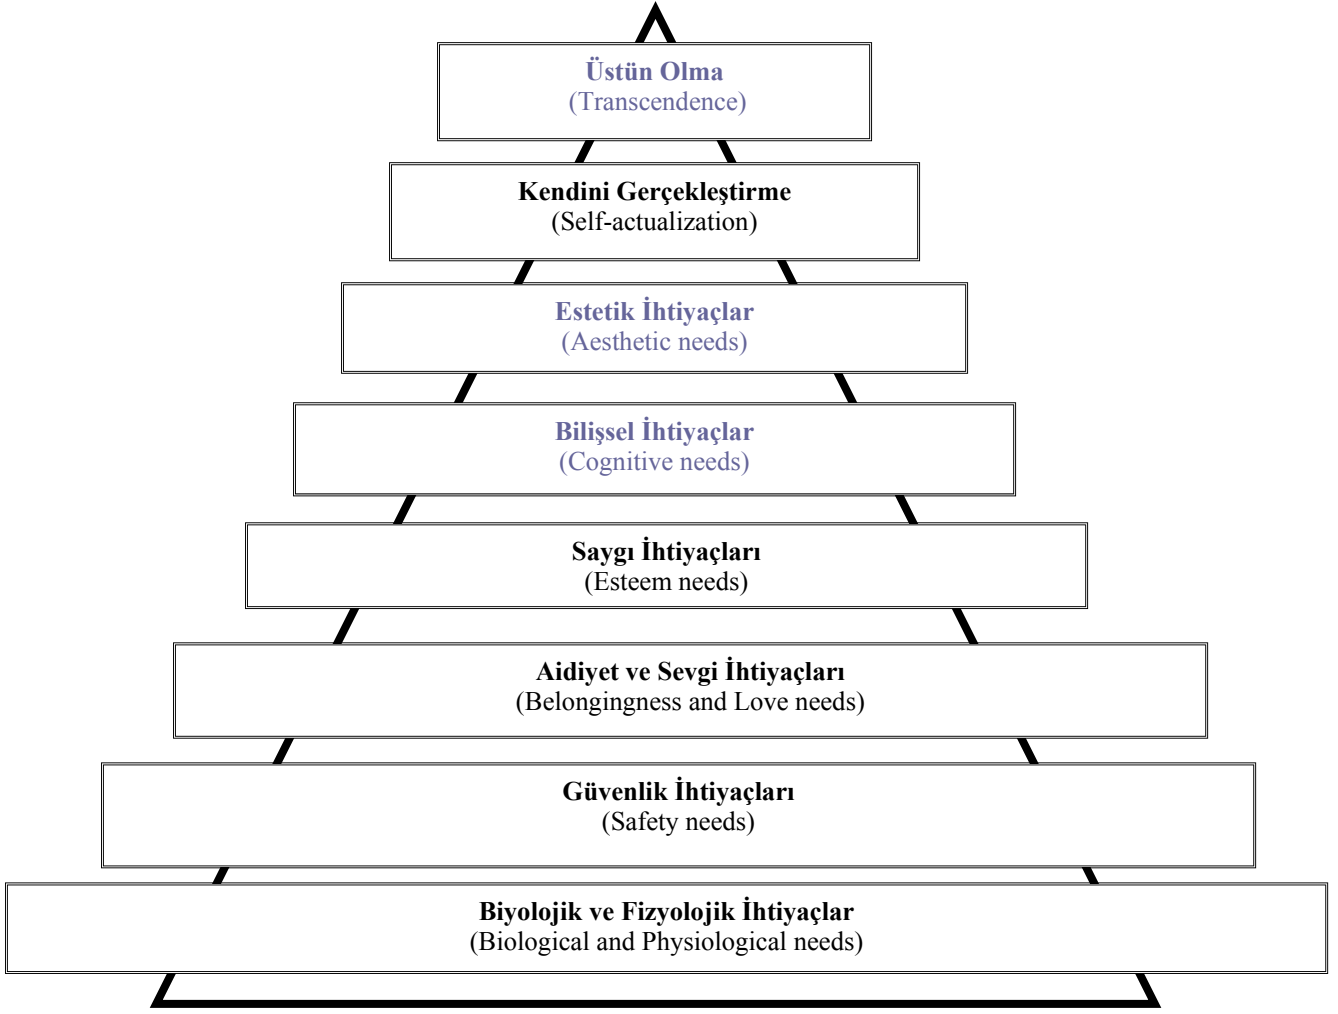 Üstün Olma
(Transcendence)
Kendini Gerçekleştirme
(Self-actualization)
Estetik İhtiyaçlar
(Aesthetic needs)
Bilişsel İhtiyaçlar
(Cognitive needs)
Saygı İhtiyaçları
(Esteem needs)
Aidiyet ve Sevgi İhtiyaçları
(Belongingness and Love needs)
Güvenlik İhtiyaçları
(Safety needs)
Biyolojik ve Fizyolojik İhtiyaçlar
(Biological and Physiological needs)